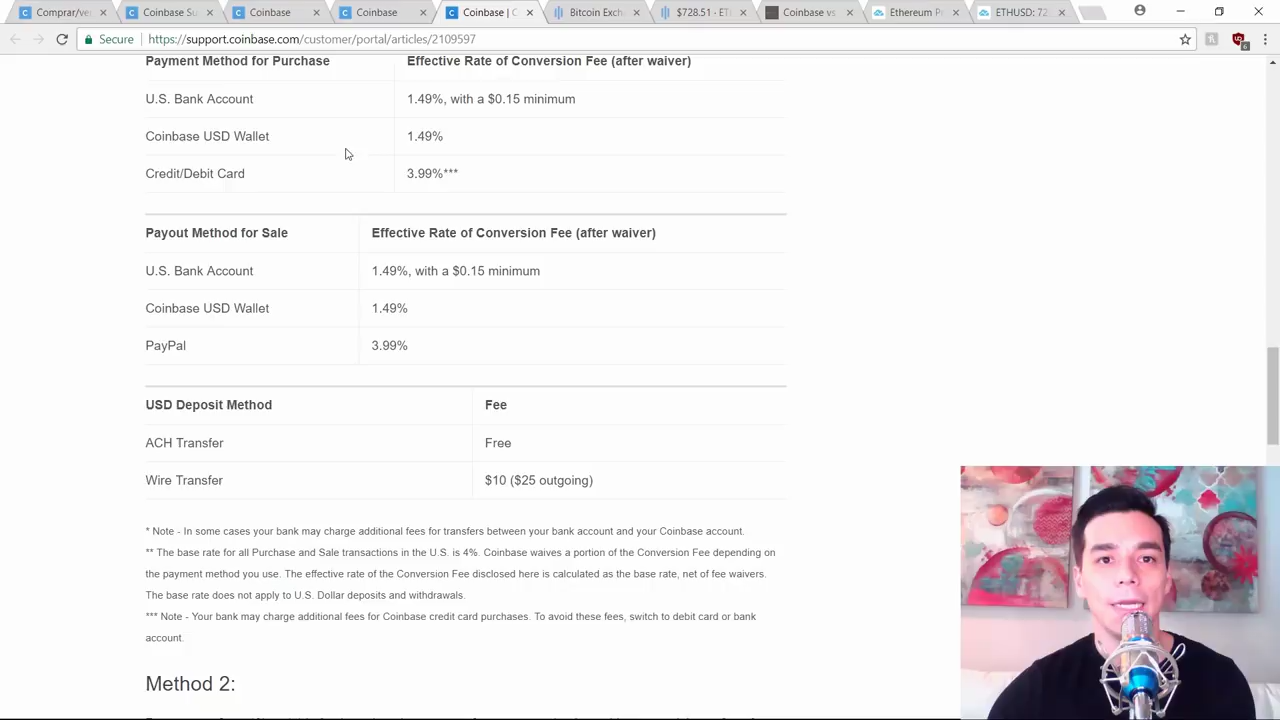 Comprar/ve
Coinbase Su
Coinbase
Coinbase
Coinbase | C
Bitcoin Exc
$728.51 - ET
Coinbase vs
Ethereum P
ETHUSD: 72
Secure
https://support.coinbase.com/customer/portal/articles/2109597
Payment Method for Purchase Effective Rate of Conversion Fee (after waiver)
U.S. Bank Account 1.49%, with a $0.15 minimum
Coinbase USD Wallet 1.49%
Credit/Debit Card 3.99%***
Payout Method for Sale Effective Rate of Conversion Fee (after waiver)
U.S. Bank Account 1.49%, with a $0.15 minimum
Coinbase USD Wallet 1.49%
PayPal 3.99%
USD Deposit Method Fee
ACH Transfer Free
Wire Transfer $10 ($25 outgoing)
* Note - In some cases your bank may charge additional fees for transfers between your bank account and your Coinbase account.
** The base rate for all Purchase and Sale transactions in the U.S. is 4%. Coinbase waives a portion of the Conversion Fee depending on
the payment method you use. The effective rate of the Conversion Fee disclosed here is calculated as the base rate, net of fee waivers.
The base rate does not apply to U.S. Dollar deposits and withdrawals.
*** Note - Your bank may charge additional fees for Coinbase credit card purchases. To avoid these fees, switch to debit card or bank
account.
Method 2: